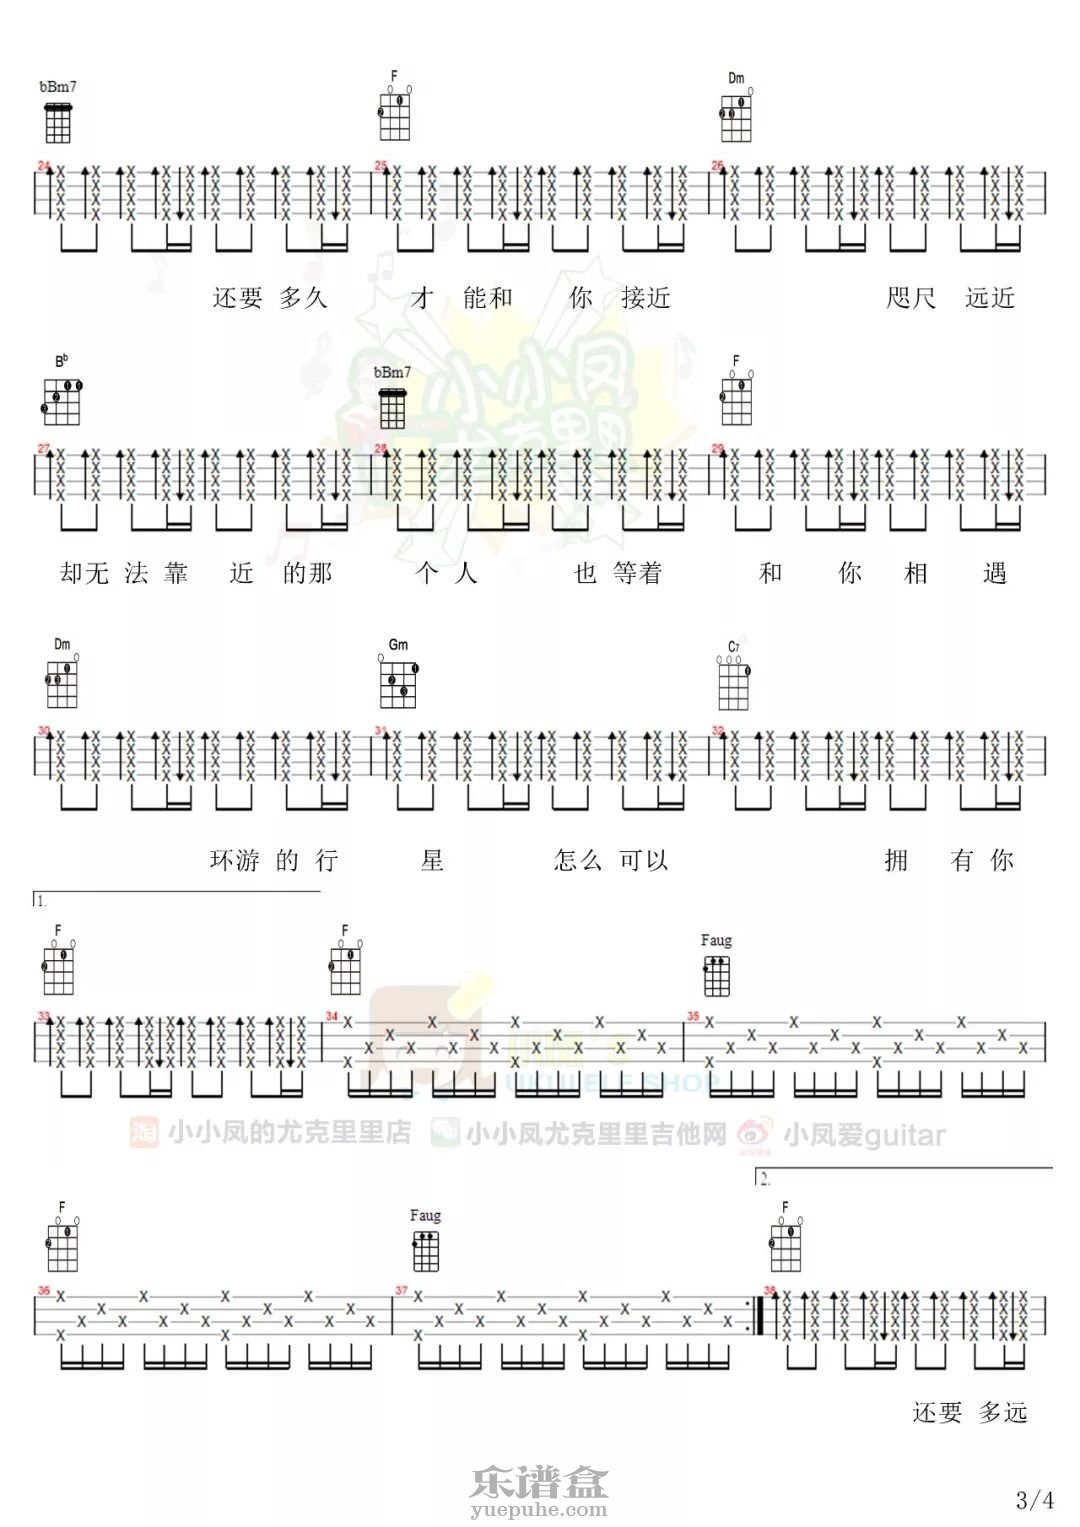 bBm7 F Dm
24 25 26
还要 多久 才 能和 你 接近 咫尺 远近
Bb bBm7 F
27 28 29
却无 法 靠 近 的那 个 人 也 等着 和 你 相 遇
Dm Gm C7
30 31 32
环游 的 行 星 怎么 可以 拥 有 你
1.
F F Faug
33 34 35
UKULELE SHOP
小小凤的尤克里里店 小小凤尤克里里吉他网 小凤爱guitar
2.
F Faug F
36 37 38
还要 多远
乐谱盒
yuepuhe.com
3/4